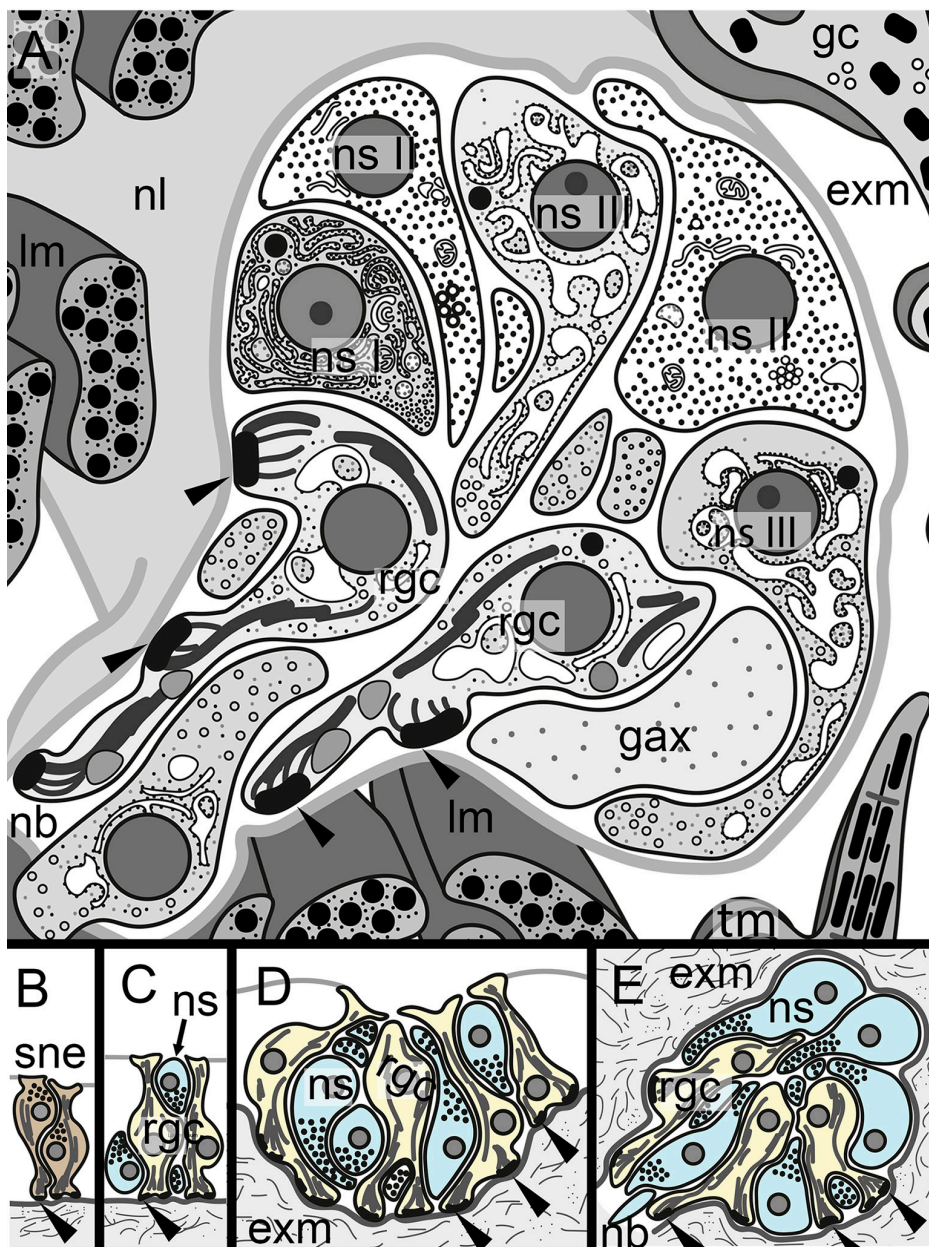 A
gc
ns II
nl
exm
ns III
lm
ns II
ns I
ns III
rgc
rgc
gax
nb
lm
tm
B
C
D
E
exm
ns
ns
sne
rgc
ns
rgc
rgc
exm
nb